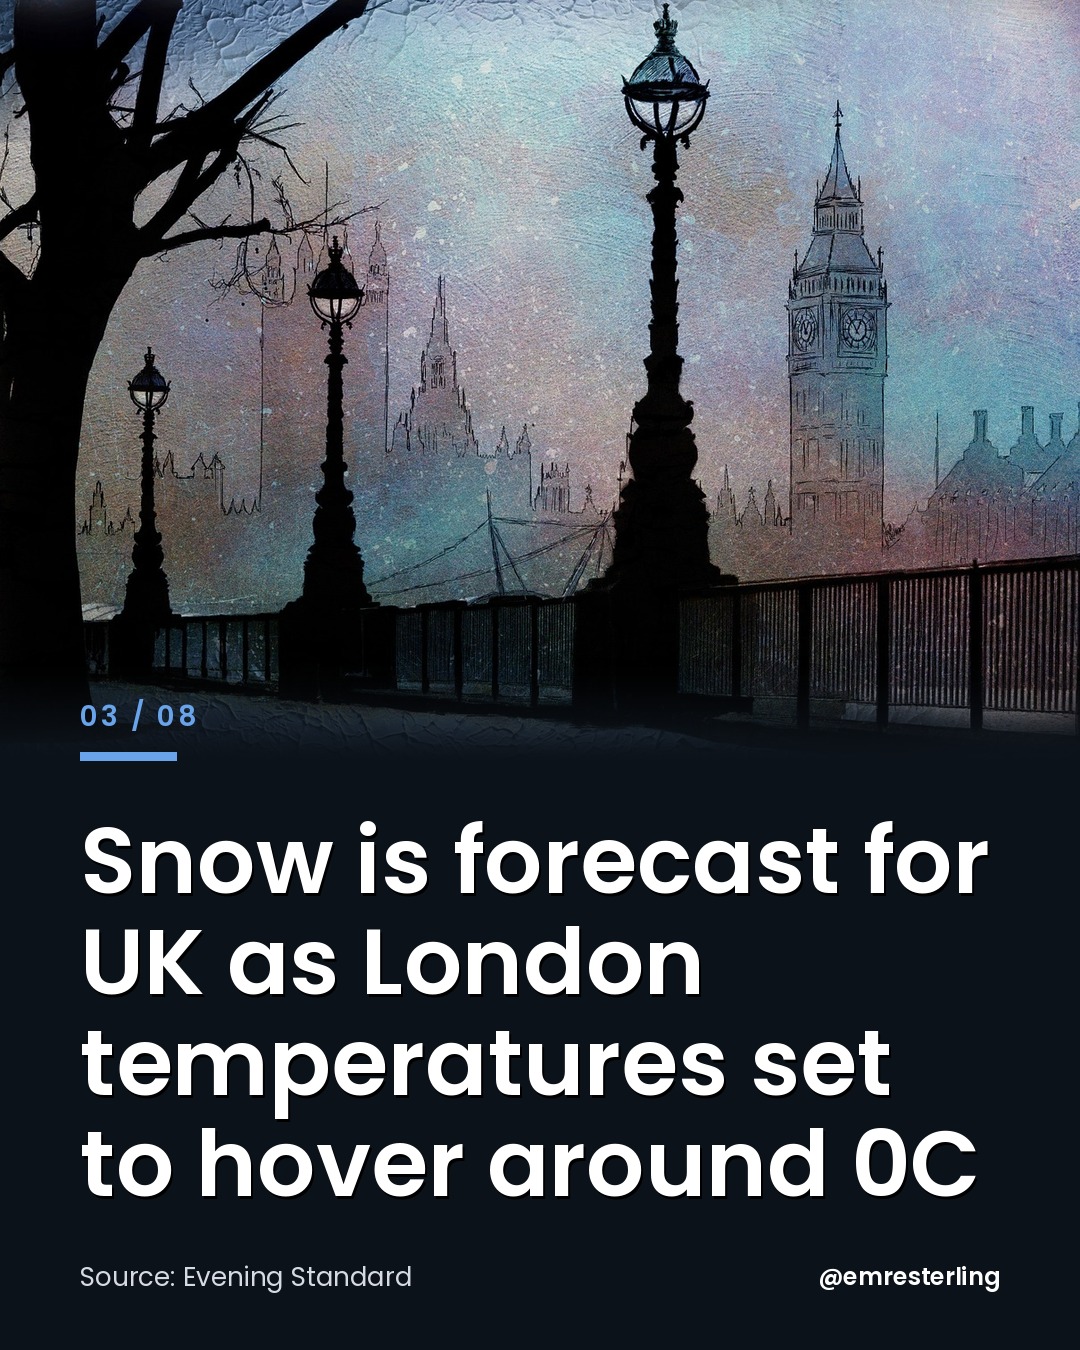 03 / 08
Snow is forecast for
UK as London
temperatures set
to hover around 0C
Source: Evening Standard
@emresterling